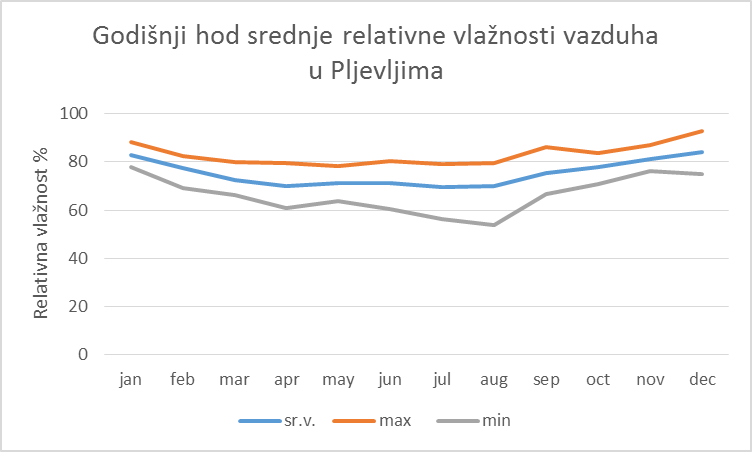 Godišnji hod srednje relativne vlažnosti vazduha
u Pljevljima
Relativna vlažnost %
100
80
60
40
20
0
jan feb mar apr may jun jul aug sep oct nov dec
sr.v. max min